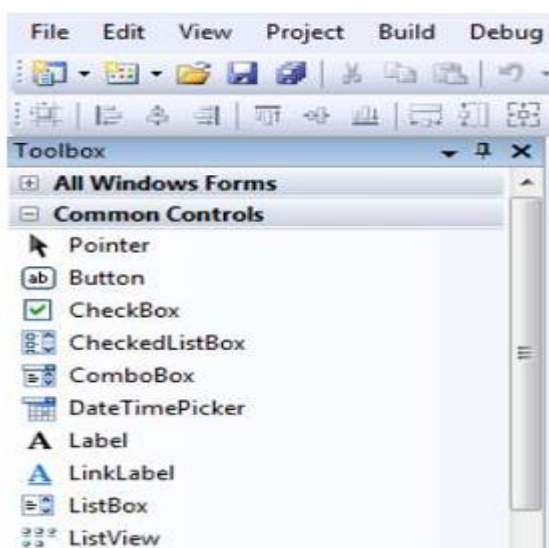 File Edit View Project Build Debug
Toolbox
All Windows Forms
Common Controls
Pointer
ab Button
CheckBox
CheckedListBox
ComboBox
DateTimePicker
A Label
A LinkLabel
ListBox
ListView